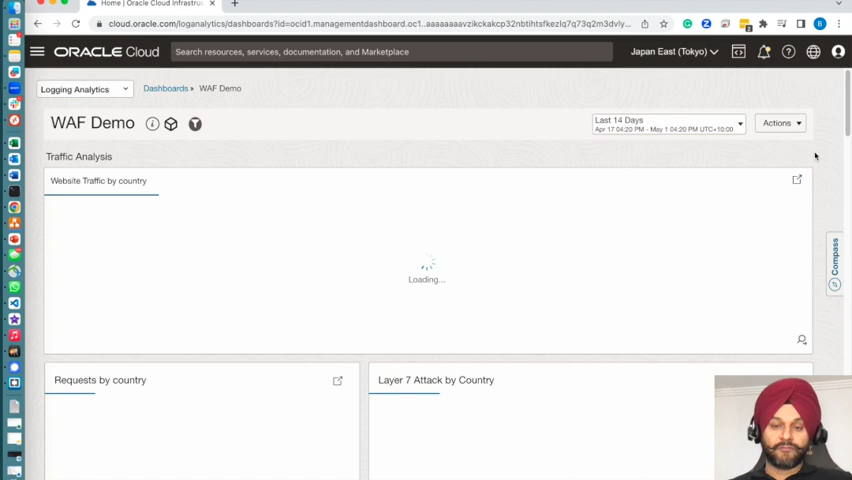 Home | Oracle Cloud Infrastruc
cloud.oracle.com/loganalytics/dashboards?id=ocid1.managementdashboard.oc1..aaaaaaaavzikckakcp32nbtihtsfkezlq7q73q2m3dvly...
ORACLE Cloud
Search resources, services, documentation, and Marketplace
Japan East (Tokyo)
Logging Analytics
Dashboards »
WAF Demo
WAF Demo
Last 14 Days
Apr 17 04:20 PM - May 1 04:20 PM UTC+10:00
Actions
Traffic Analysis
Website Traffic by country
Loading...
Compass
Requests by country
Layer 7 Attack by Country